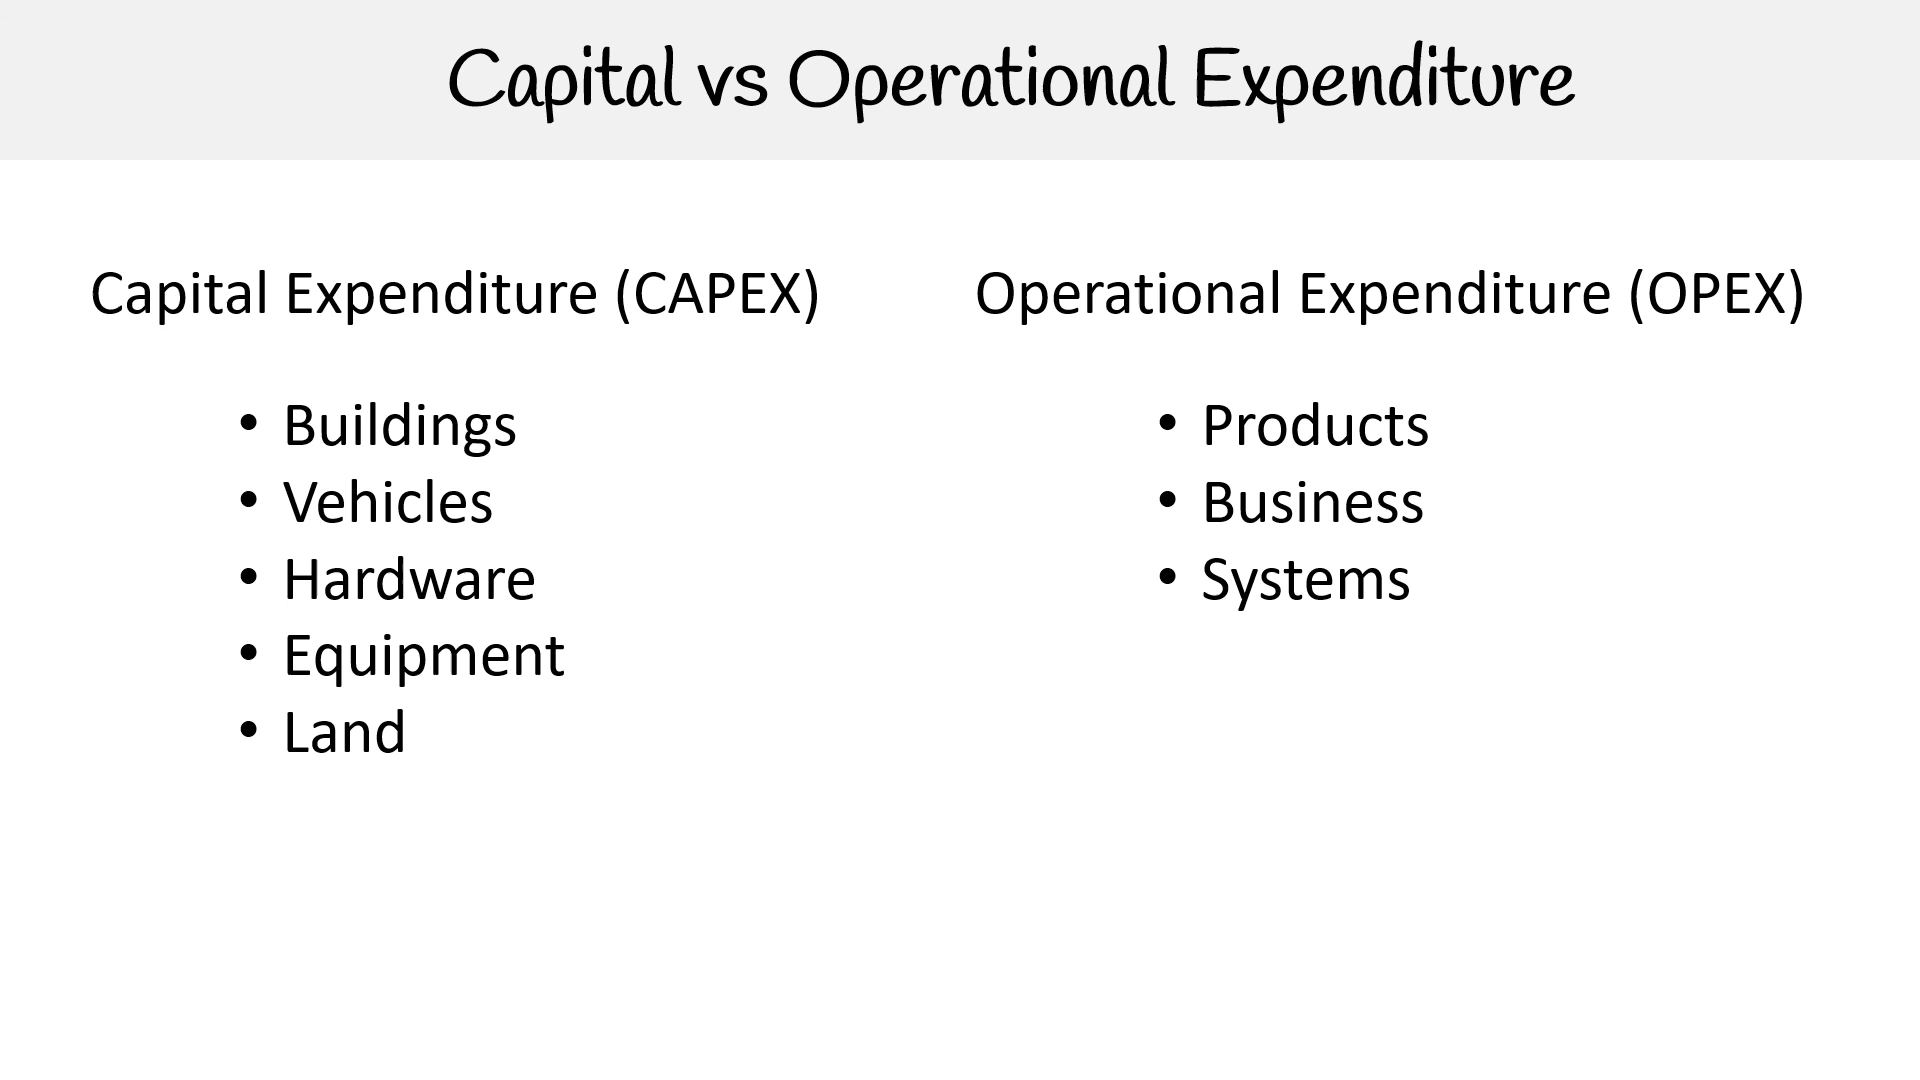 Capital vs Operational Expenditure
Capital Expenditure (CAPEX)
• Buildings
• Vehicles
• Hardware
• Equipment
• Land
Operational Expenditure (OPEX)
• Products
• Business
• Systems